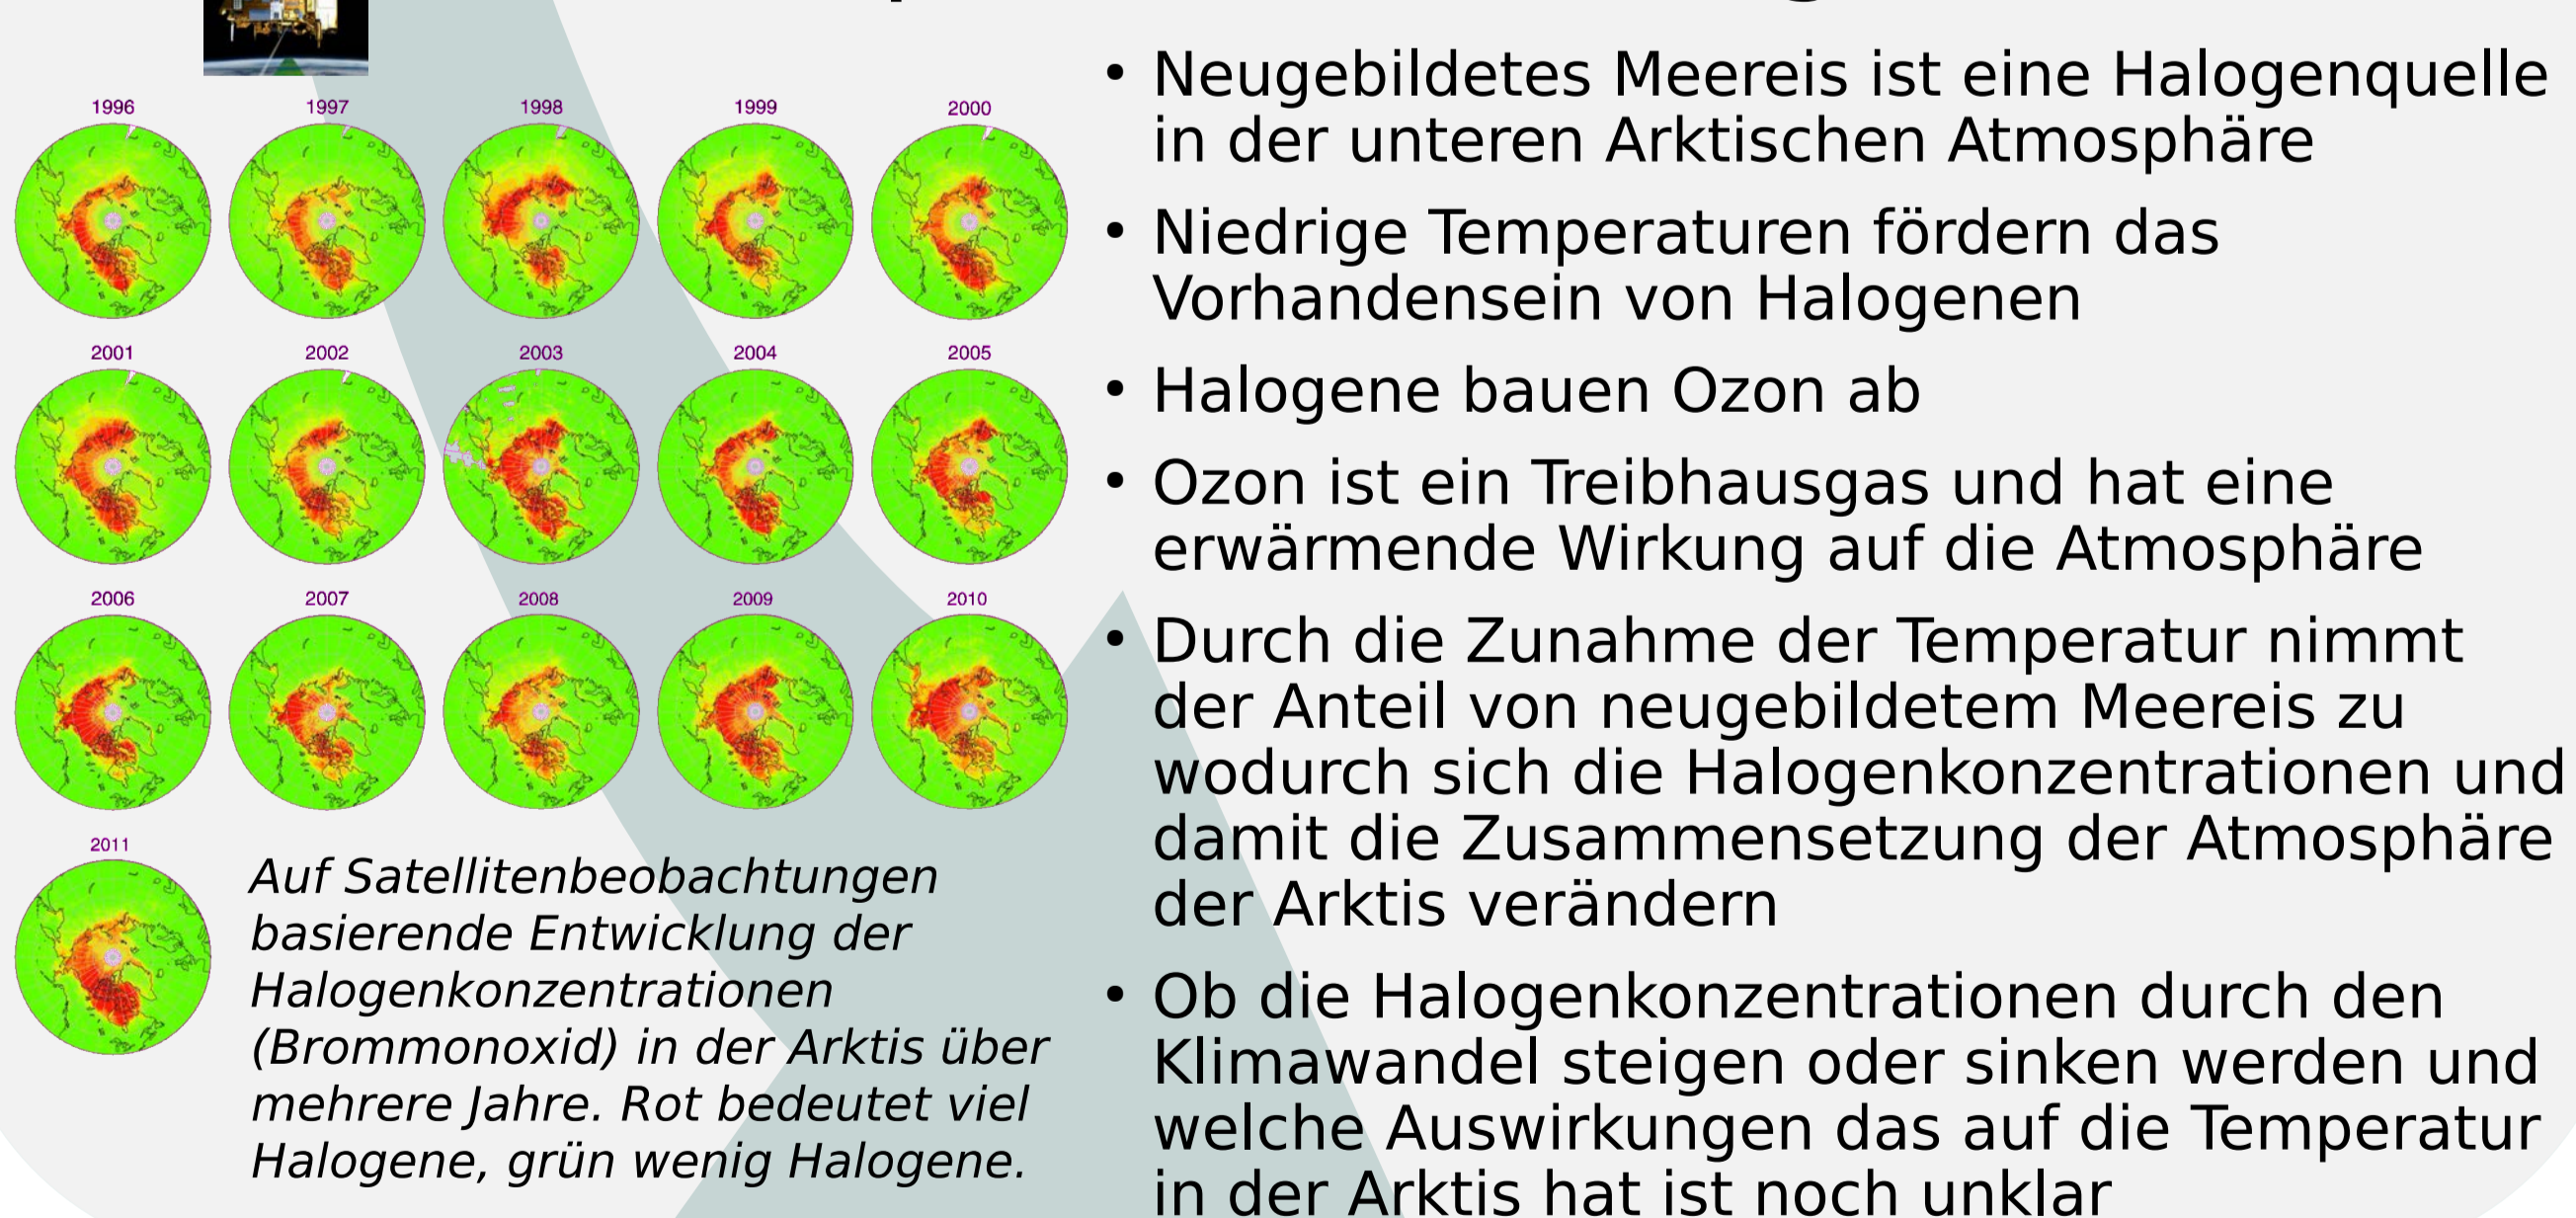 1996 1997 1998 1999 2000
2001 2002 2003 2004 2005
2006 2007 2008 2009 2010
2011
Auf Satellitenbeobachtungen
basierende Entwicklung der
Halogenkonzentrationen
(Brommonoxid) in der Arktis über
mehrere Jahre. Rot bedeutet viel
Halogene, grün wenig Halogene.
• Neugebildetes Meereis ist eine Halogenquelle
in der unteren Arktischen Atmosphäre
• Niedrige Temperaturen fördern das
Vorhandensein von Halogenen
• Halogene bauen Ozon ab
• Ozon ist ein Treibhausgas und hat eine
erwärmende Wirkung auf die Atmosphäre
• Durch die Zunahme der Temperatur nimmt
der Anteil von neugebildetem Meereis zu
wodurch sich die Halogenkonzentrationen und
damit die Zusammensetzung der Atmosphäre
der Arktis verändern
• Ob die Halogenkonzentrationen durch den
Klimawandel steigen oder sinken werden und
welche Auswirkungen das auf die Temperatur
in der Arktis hat ist noch unklar